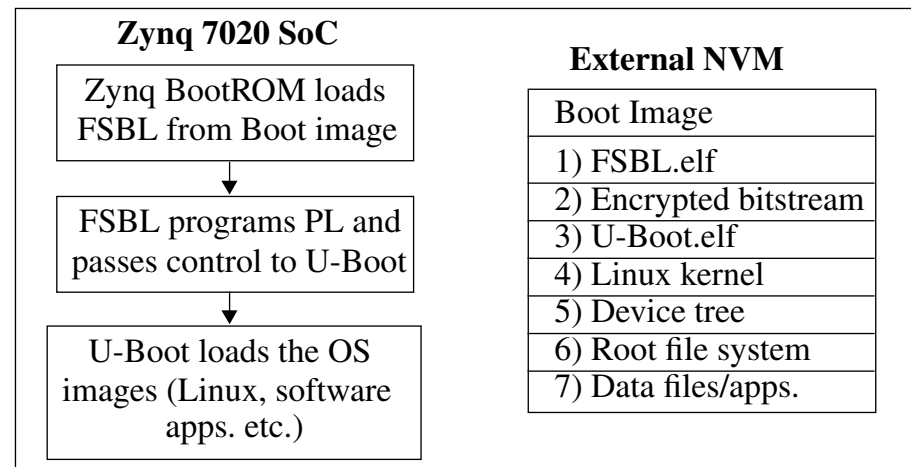 Zynq 7020 SoC
Zynq BootROM loads
FSBL from Boot image
FSBL programs PL and
passes control to U-Boot
U-Boot loads the OS
images (Linux, software
apps. etc.)
External NVM
Boot Image
1) FSBL.elf
2) Encrypted bitstream
3) U-Boot.elf
4) Linux kernel
5) Device tree
6) Root file system
7) Data files/apps.